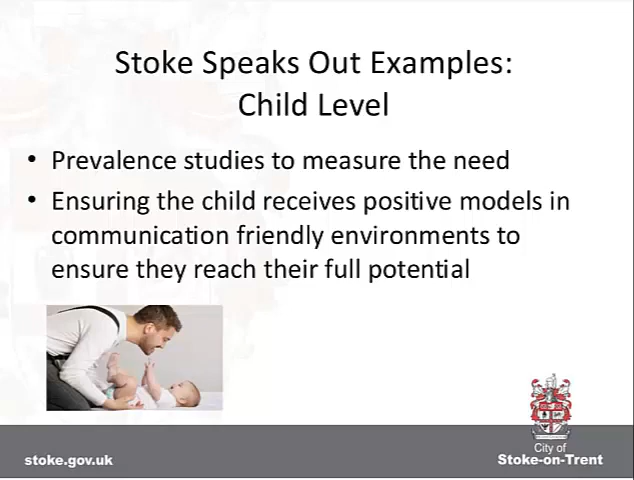 Stoke Speaks Out Examples:
Child Level
• Prevalence studies to measure the need
• Ensuring the child receives positive models in
communication friendly environments to
ensure they reach their full potential
City of
Stoke-on-Trent
stoke.gov.uk